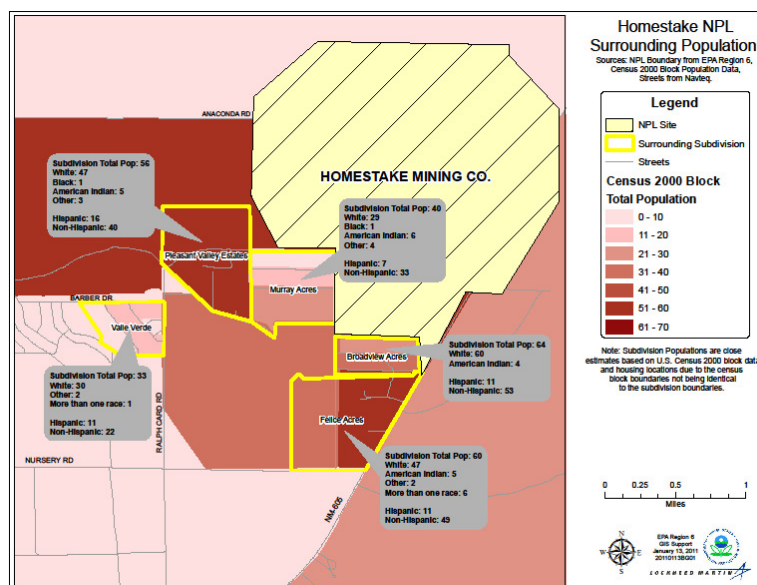 Homestake NPL
Surrounding Population
Sources: NPL Boundary from EPA Region 6,
Census 2000 Block Population Data,
Streets from Navteq.
Legend
NPL Site
Surrounding Subdivision
Streets
Census 2000 Block
Total Population
0 - 10
11 - 20
21 - 30
31 - 40
41 - 50
51 - 60
61 - 70
Note: Subdivision Populations are close
estimates based on U.S. Census 2000 block data
and housing locations due to the census
block boundaries not being identical
to the subdivision boundaries.
0 0.25 0.5 1
Miles
N
W E
S
EPA Region 6
GIS Support
January 13, 2011
20110113BG01
LOCKHEED MARTIN
ANACONDA RD
HOMESTAKE MINING CO.
Subdivision Total Pop: 56
White: 47
Black: 1
American Indian: 5
Other: 3
Hispanic: 16
Non-Hispanic: 40
Subdivision Total Pop: 40
White: 29
Black: 1
American Indian: 6
Other: 4
Hispanic: 7
Non-Hispanic: 33
Pleasant Valley Estates
Murray Acres
BARBER DR
Valle Verde
Broadview Acres
Subdivision Total Pop: 64
White: 60
American Indian: 4
Hispanic: 11
Non-Hispanic: 53
Subdivision Total Pop: 33
White: 30
Other: 2
More than one race: 1
Hispanic: 11
Non-Hispanic: 22
RALPH CARD RD
Felice Acres
NURSERY RD
Subdivision Total Pop: 60
White: 47
American Indian: 5
Other: 2
More than one race: 6
Hispanic: 11
Non-Hispanic: 49
NM-605